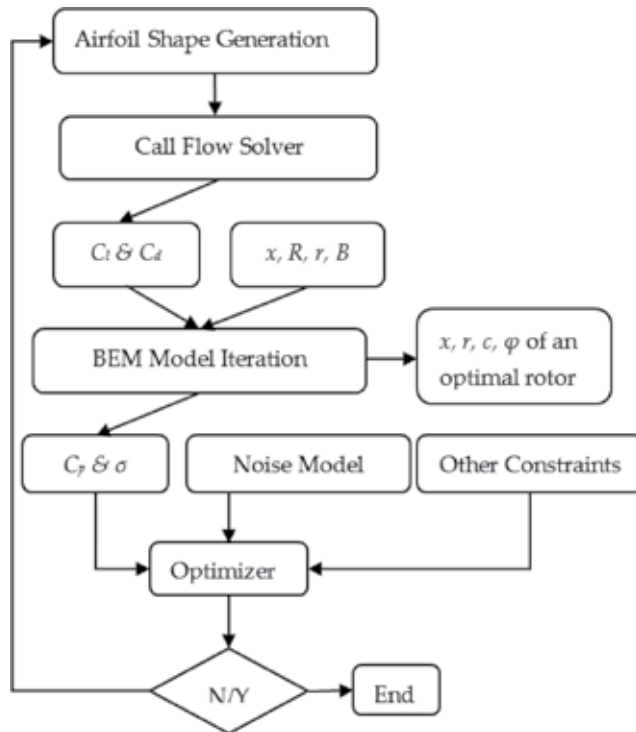 Airfoil Shape Generation
Call Flow Solver
Cl & Cd
x, R, r, B
BEM Model Iteration
x, r, c, φ of an
optimal rotor
Cp & σ
Noise Model
Other Constraints
Optimizer
N/Y
End